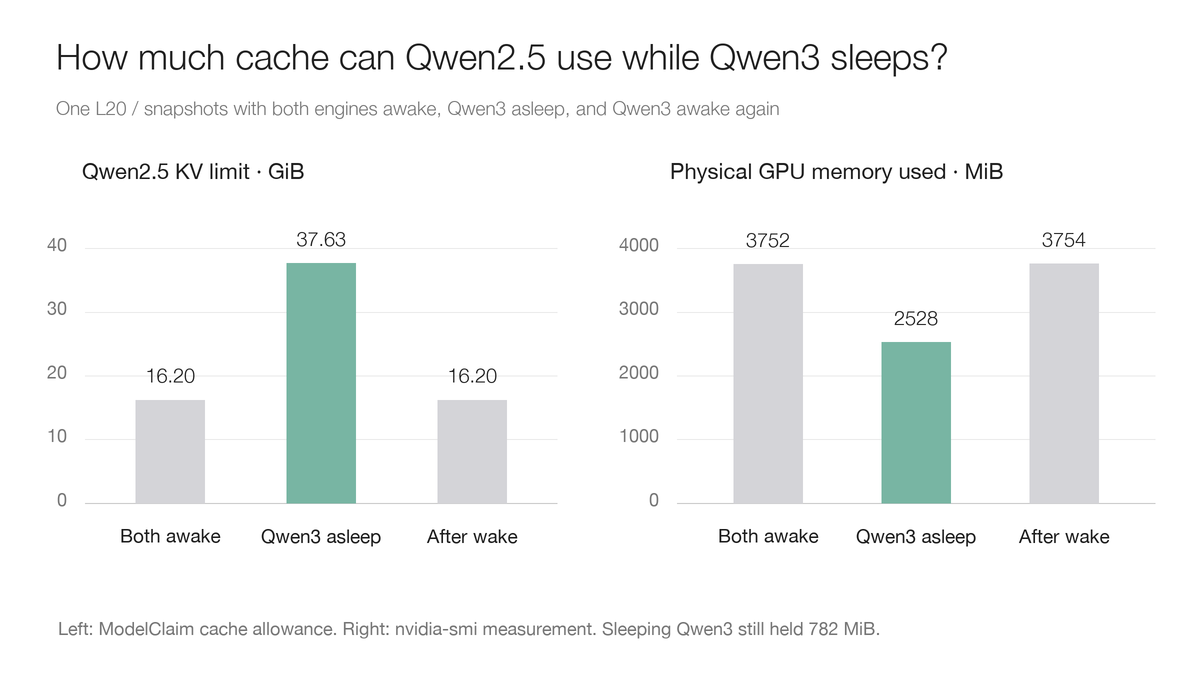 How much cache can Qwen2.5 use while Qwen3 sleeps?
One L20 / snapshots with both engines awake, Qwen3 asleep, and Qwen3 awake again
Qwen2.5 KV limit · GiB
40
30
20
10
0
16.20
37.63
16.20
Both awake
Qwen3 asleep
After wake
Physical GPU memory used · MiB
4000
3000
2000
1000
0
3752
2528
3754
Both awake
Qwen3 asleep
After wake
Left: ModelClaim cache allowance. Right: nvidia-smi measurement. Sleeping Qwen3 still held 782 MiB.